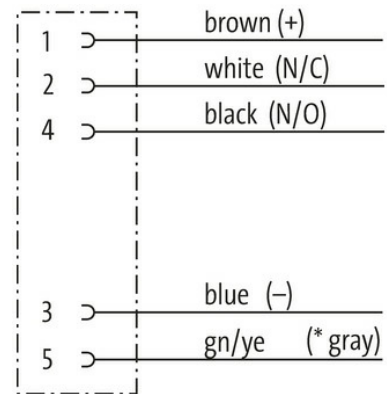 1 brown (+)
2 white (N/C)
4 black (N/O)
3 blue (–)
5 gn/ye (* gray)